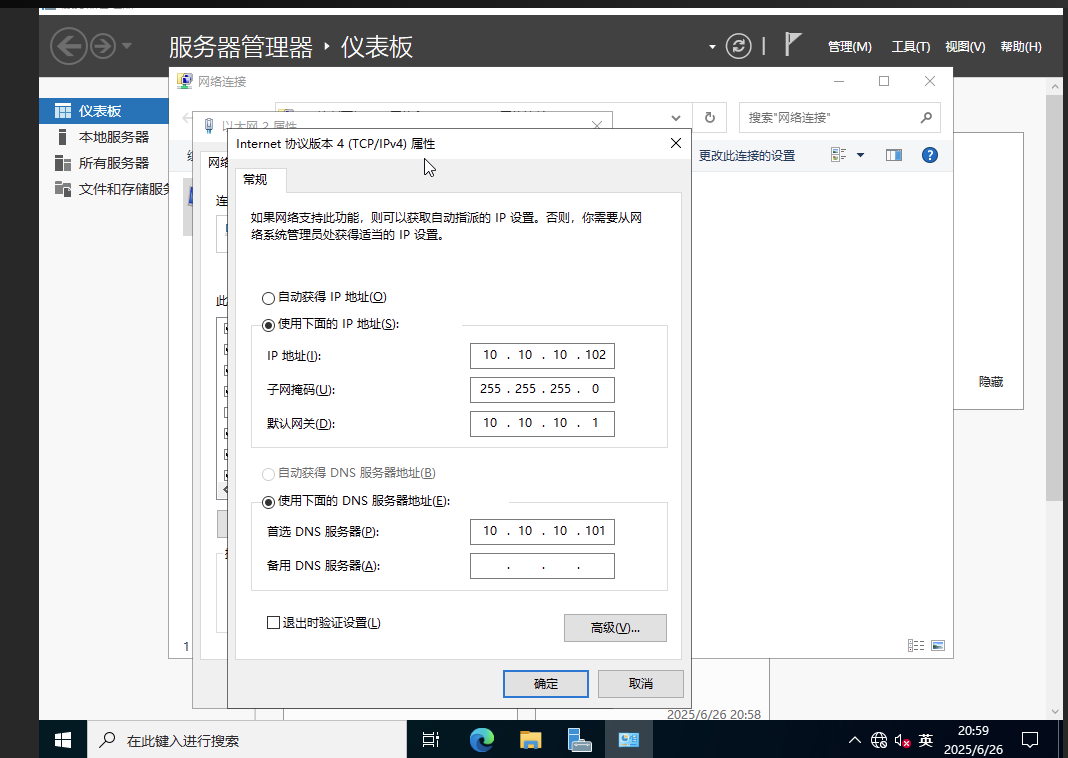 服务器管理器 ‣ 仪表板
管理(M) 工具(T) 视图(V) 帮助(H)
网络连接
仪表板
本地服务器
所有服务器
文件和存储服务
搜索"网络连接"
以太网 2 属性
更改此连接的设置
网络
Internet 协议版本 4 (TCP/IPv4) 属性
常规
如果网络支持此功能，则可以获取自动指派的 IP 设置。否则，你需要从网
络系统管理员处获得适当的 IP 设置。
自动获得 IP 地址(O)
使用下面的 IP 地址(S):
IP 地址(I):
10 . 10 . 10 . 102
子网掩码(U):
255 . 255 . 255 . 0
默认网关(D):
10 . 10 . 10 . 1
自动获得 DNS 服务器地址(B)
使用下面的 DNS 服务器地址(E):
首选 DNS 服务器(P):
10 . 10 . 10 . 101
备用 DNS 服务器(A):
. . .
退出时验证设置(L)
高级(V)...
确定
取消
隐藏
1
2025/6/26 20:58
在此键入进行搜索
英
20:59
2025/6/26